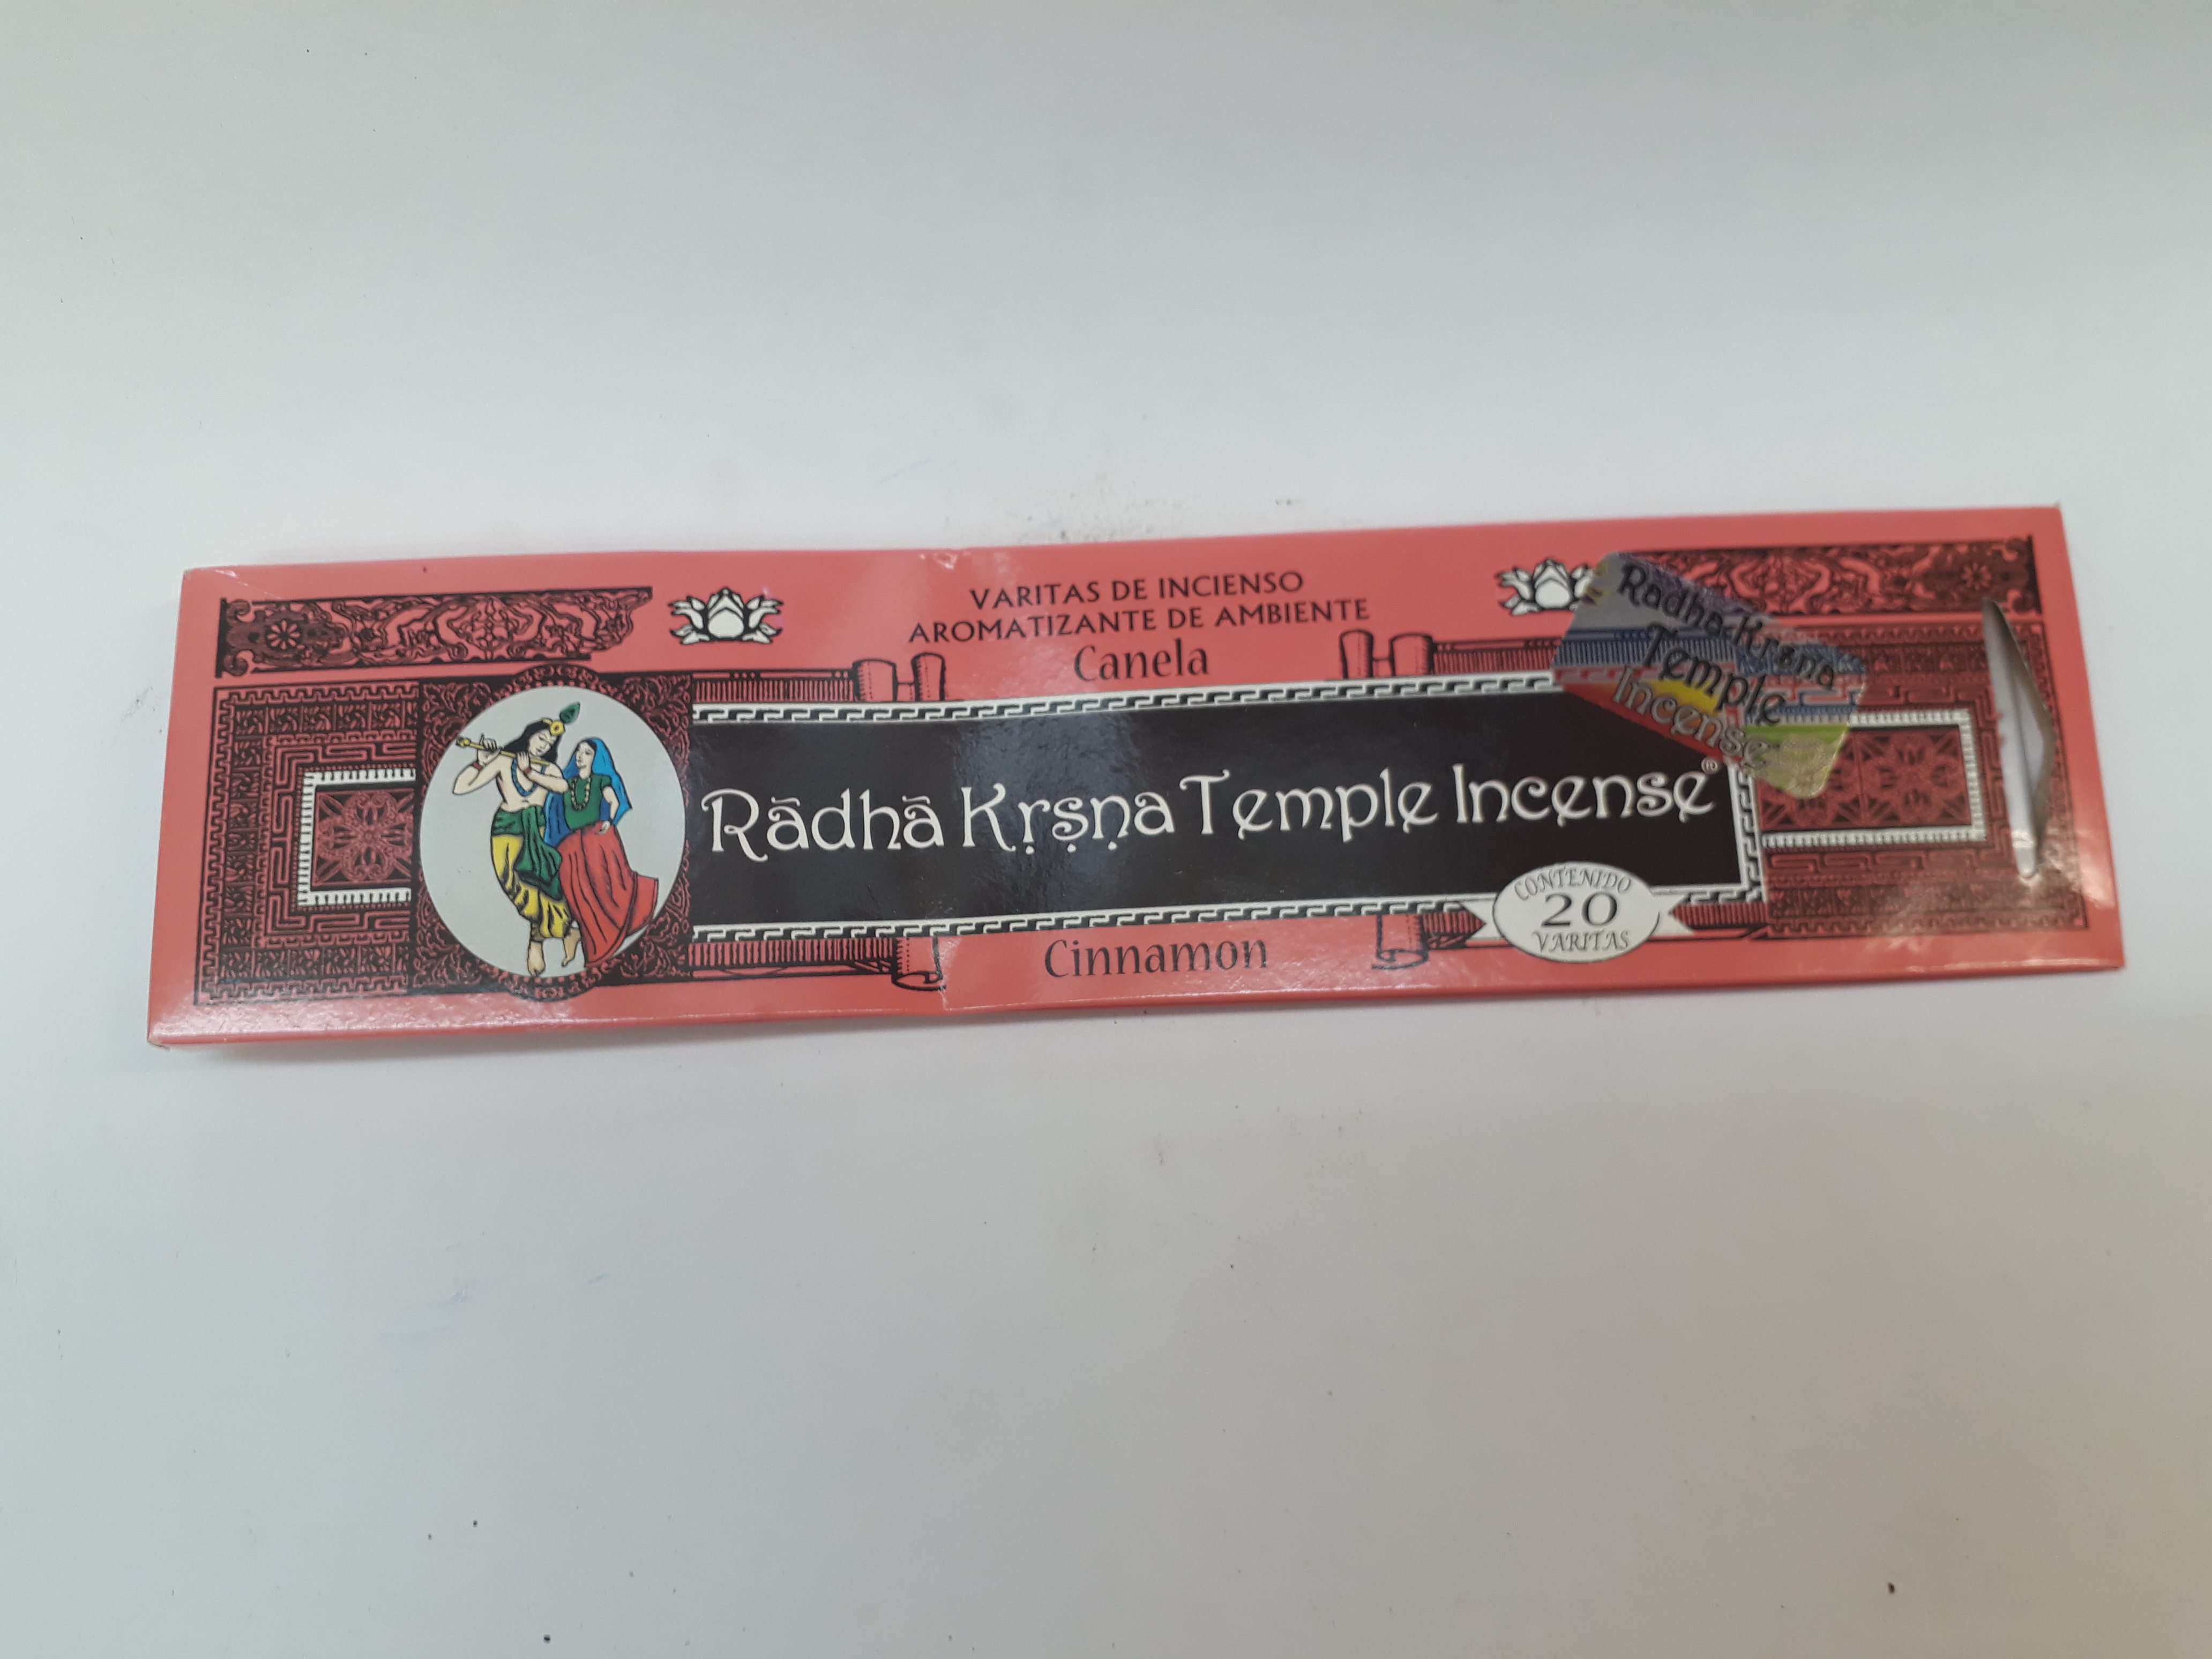 VARITAS DE INCIENSO
AROMATIZANTE DE AMBIENTE
Canela
Rādhā Kṛṣṇa Temple Incense®
Cinnamon
CONTENIDO
20
VARITAS
Radha-Krsna
Temple
Incense